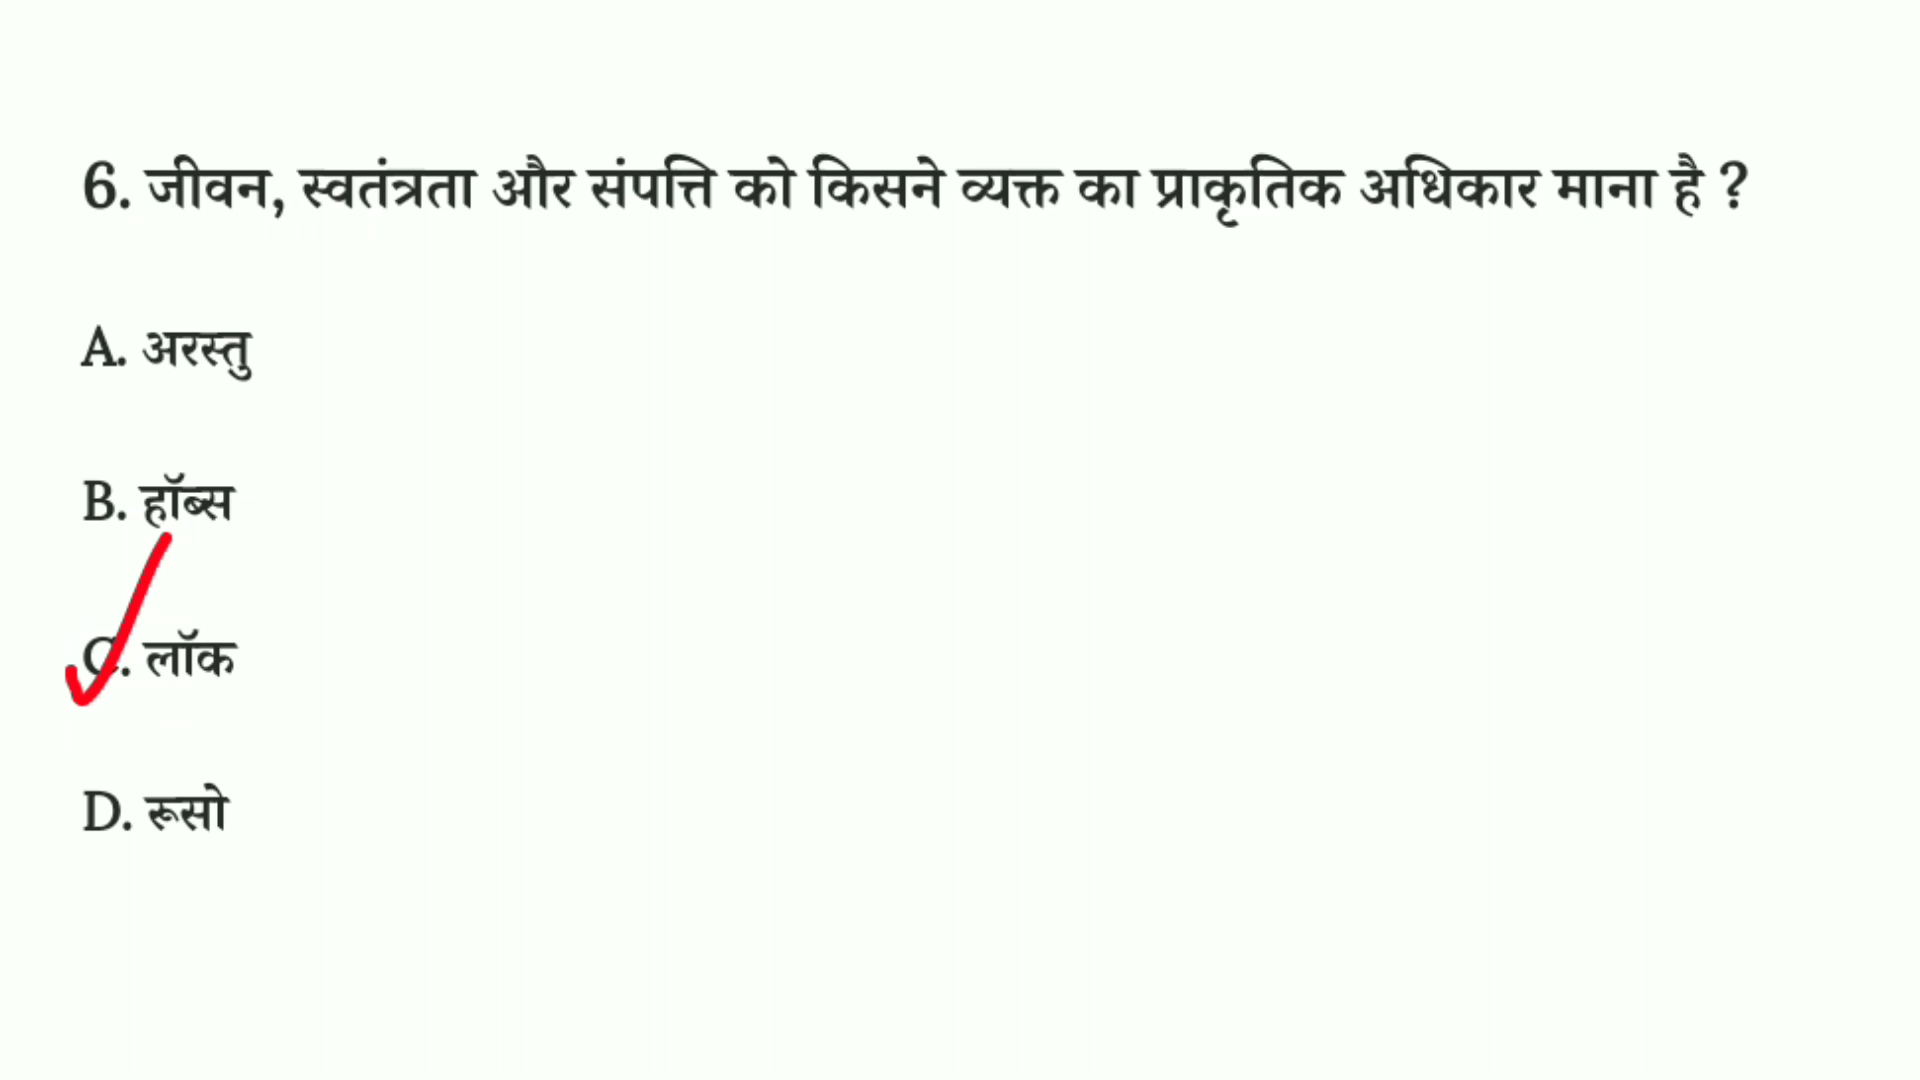 6. जीवन, स्वतंत्रता और संपत्ति को किसने व्यक्त का प्राकृतिक अधिकार माना है ?
A. अरस्तु
B. हॉब्स
C. लॉक
D. रूसो